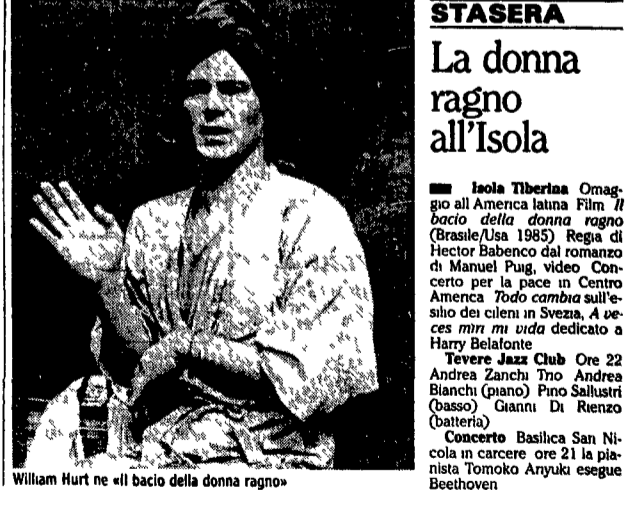 STASERA
La donna
ragno
all'Isola
Isola Tiberina Omag-
gio all America latina Film Il
bacio della donna ragno
(Brasile/Usa 1985) Regia di
Hector Babenco dal romanzo
di Manuel Puig, video Con-
certo per la pace in Centro
America Todo cambia sull'e-
silio dei cileni in Svezia, A ve-
ces miri mi vida dedicato a
Harry Belafonte
Tevere Jazz Club Ore 22
Andrea Zanchi Trio Andrea
Bianchi (piano) Pino Sallustri
(basso) Gianni Di Rienzo
(batteria)
Concerto Basilica San Ni-
cola in carcere ore 21 la pia-
nista Tomoko Anyuki esegue
Beethoven
William Hurt ne «Il bacio della donna ragno»